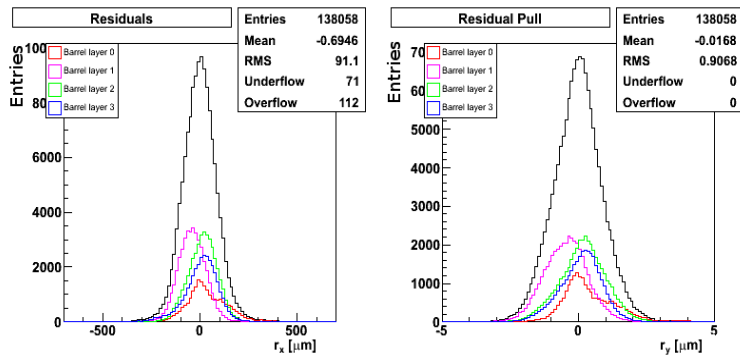 Residuals
Entries 138058
Mean -0.6946
RMS 91.1
Underflow 71
Overflow 112
Barrel layer 0
Barrel layer 1
Barrel layer 2
Barrel layer 3
Entries
6000
4000
2000
0
-500
0
500
r_x [μm]
Residual Pull
Entries 138058
Mean -0.0168
RMS 0.9068
Underflow 0
Overflow 0
Barrel layer 0
Barrel layer 1
Barrel layer 2
Barrel layer 3
Entries
5000
4000
3000
2000
1000
0
-5
0
5
r_y [μm]